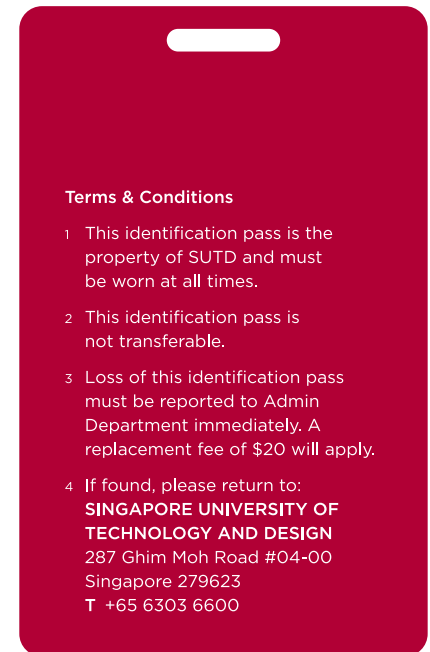 Terms & Conditions
1 This identification pass is the
property of SUTD and must
be worn at all times.
2 This identification pass is
not transferable.
3 Loss of this identification pass
must be reported to Admin
Department immediately. A
replacement fee of $20 will apply.
4 If found, please return to:
SINGAPORE UNIVERSITY OF
TECHNOLOGY AND DESIGN
287 Ghim Moh Road #04-00
Singapore 279623
T +65 6303 6600